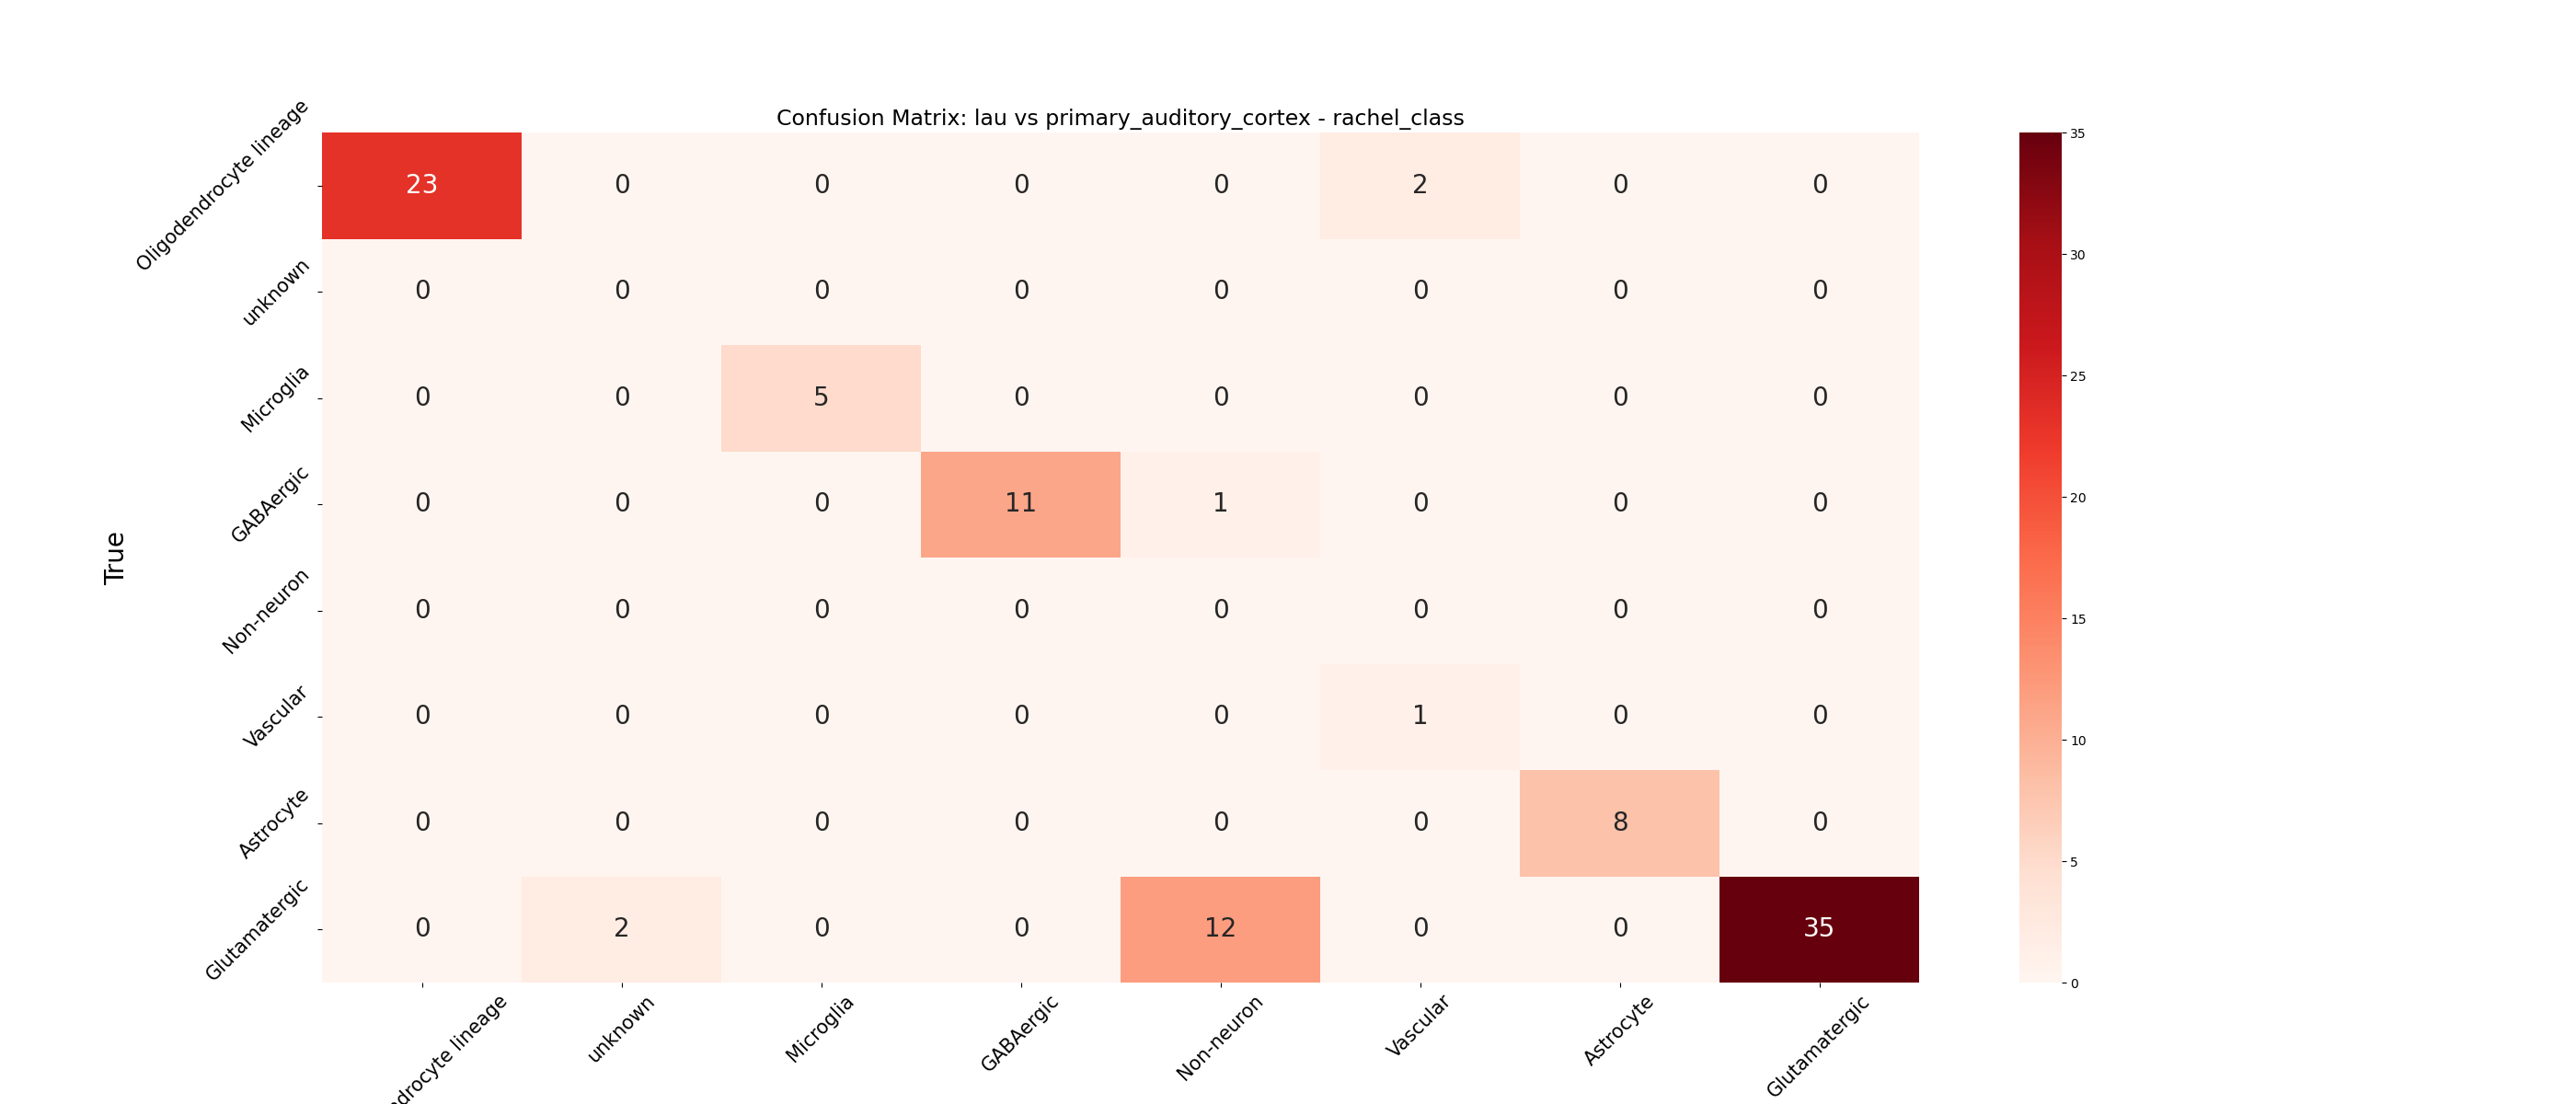 Confusion Matrix: lau vs primary_auditory_cortex - rachel_class
True
Oligodendrocyte lineage 23 0 0 0 0 2 0 0
unknown 0 0 0 0 0 0 0 0
Microglia 0 0 5 0 0 0 0 0
GABAergic 0 0 0 11 1 0 0 0
Non-neuron 0 0 0 0 0 0 0 0
Vascular 0 0 0 0 0 1 0 0
Astrocyte 0 0 0 0 0 0 8 0
Glutamatergic 0 2 0 0 12 0 0 35
lineage unknown Microglia GABAergic Non-neuron Vascular Astrocyte Glutamatergic
35
30
25
20
15
10
5
0